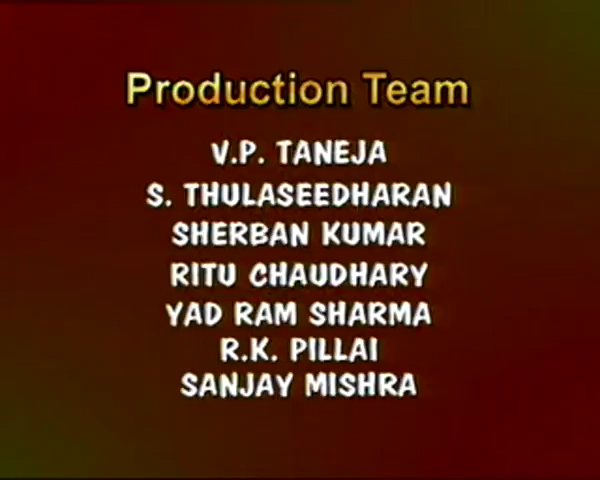 Production Team
V.P. TANEJA
S. THULASEEDHARAN
SHERBAN KUMAR
RITU CHAUDHARY
YAD RAM SHARMA
R.K. PILLAI
SANJAY MISHRA